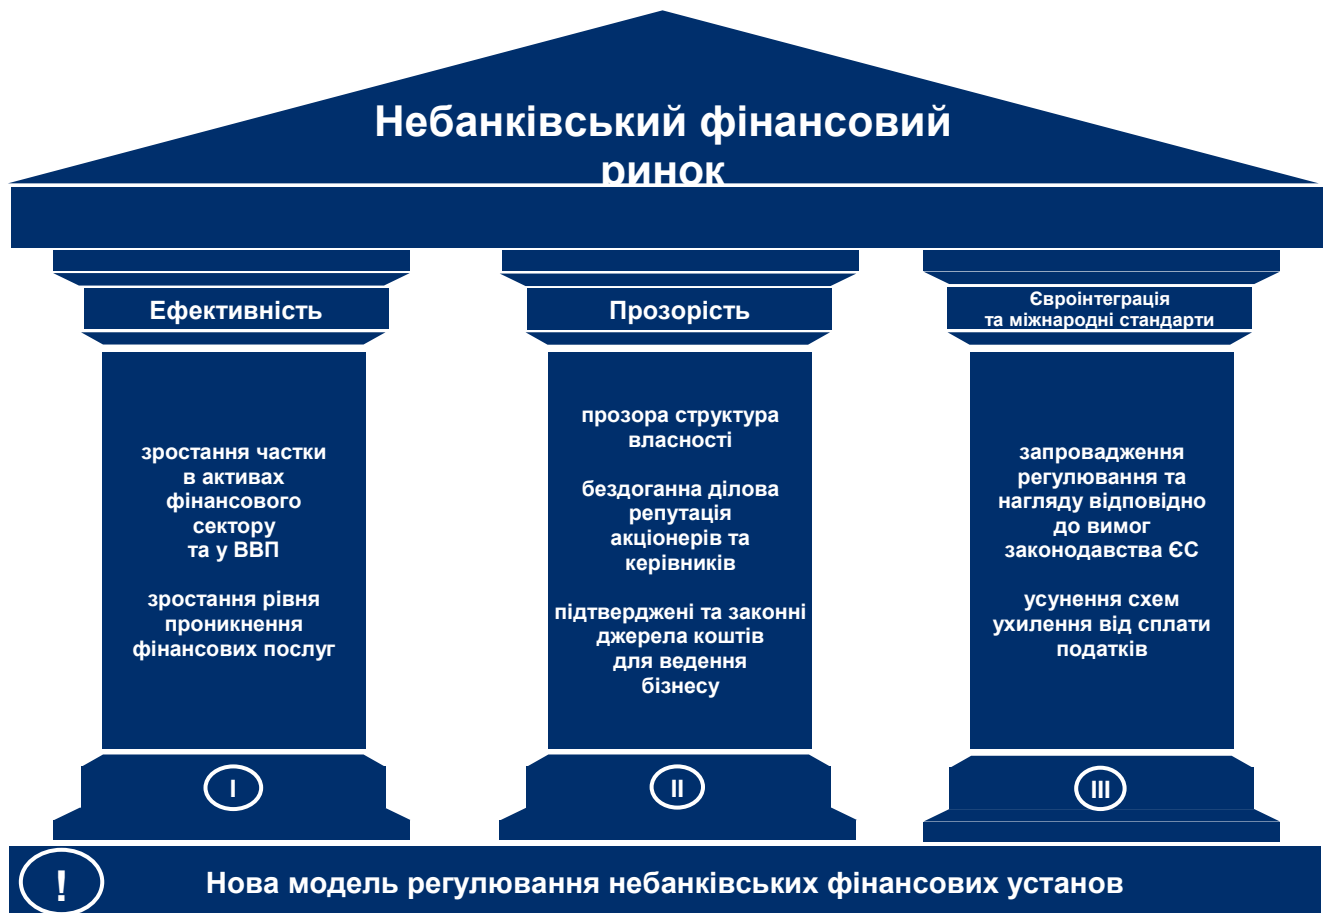 Небанківський фінансовий
ринок
Ефективність
зростання частки
в активах
фінансового
сектору
та у ВВП
зростання рівня
проникнення
фінансових послуг
I
Прозорість
прозора структура
власності
бездоганна ділова
репутація
акціонерів та
керівників
підтверджені та законні
джерела коштів
для ведення
бізнесу
II
Євроінтеграція
та міжнародні стандарти
запровадження
регулювання та
нагляду відповідно
до вимог
законодавства ЄС
усунення схем
ухилення від сплати
податків
III
!
Нова модель регулювання небанківських фінансових установ